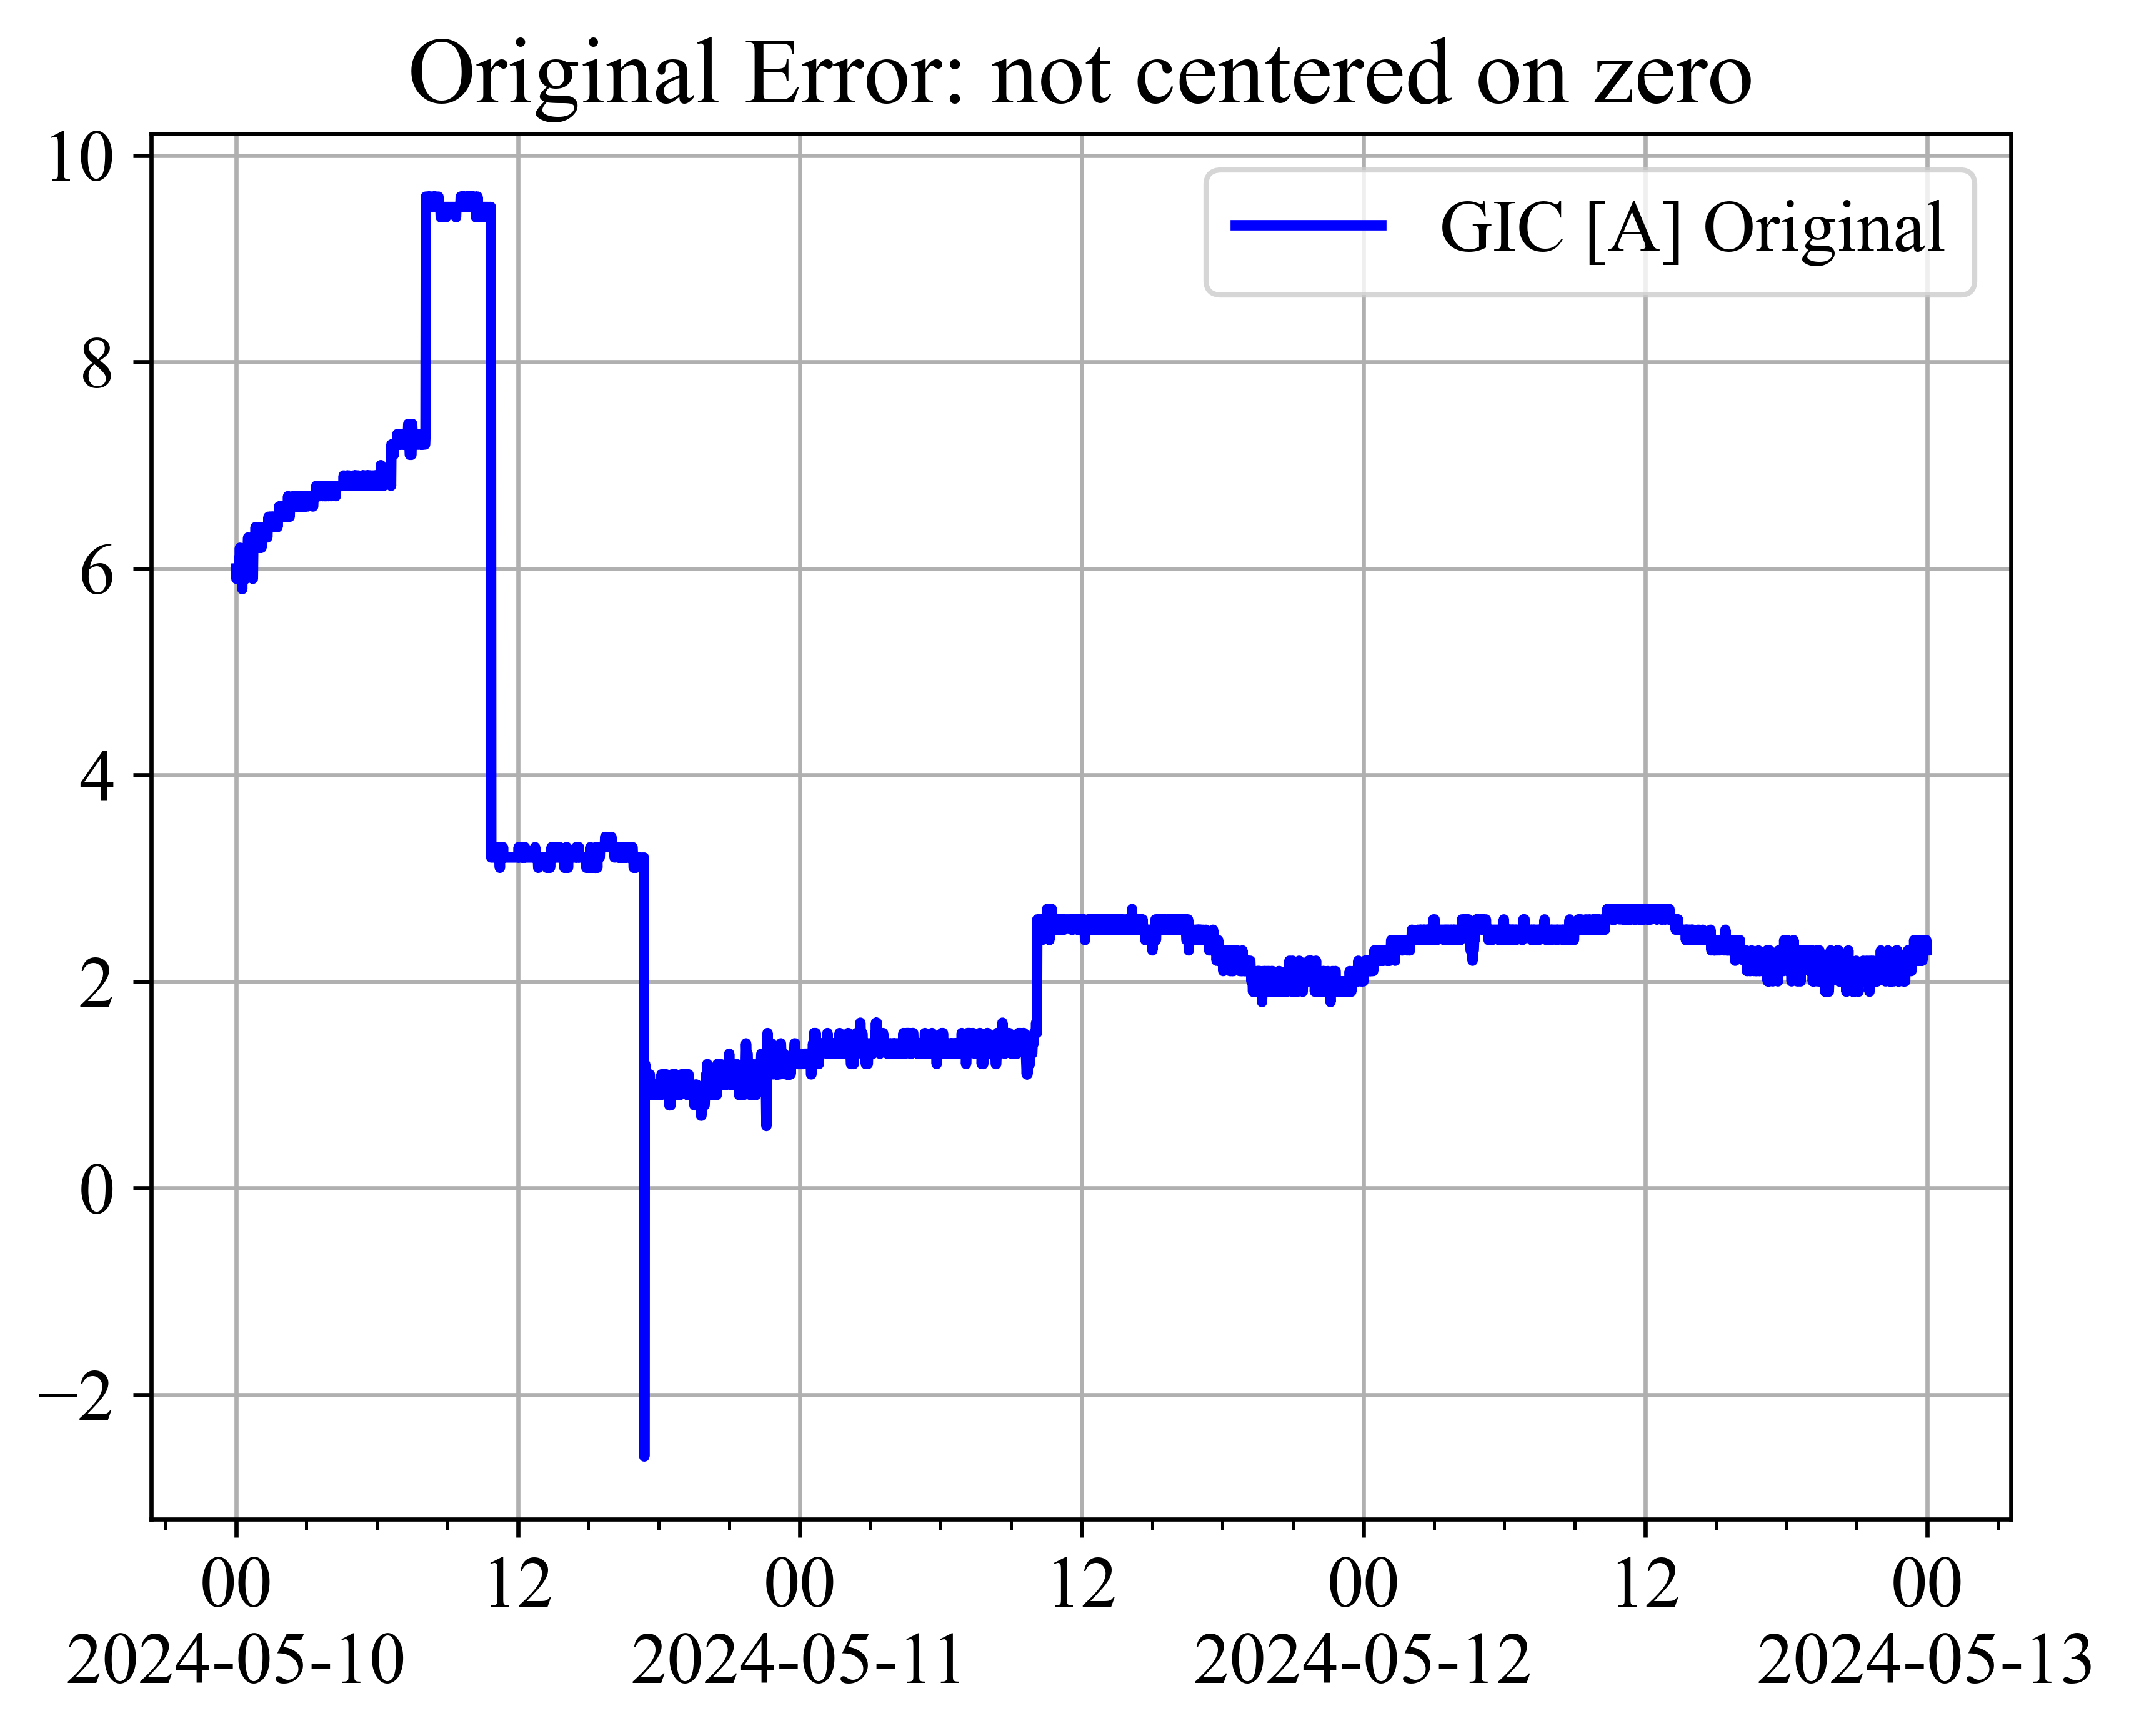 Original Error: not centered on zero
GIC [A] Original
10
8
6
4
2
0
−2
00 12 00 12 00 12 00
2024-05-10 2024-05-11 2024-05-12 2024-05-13